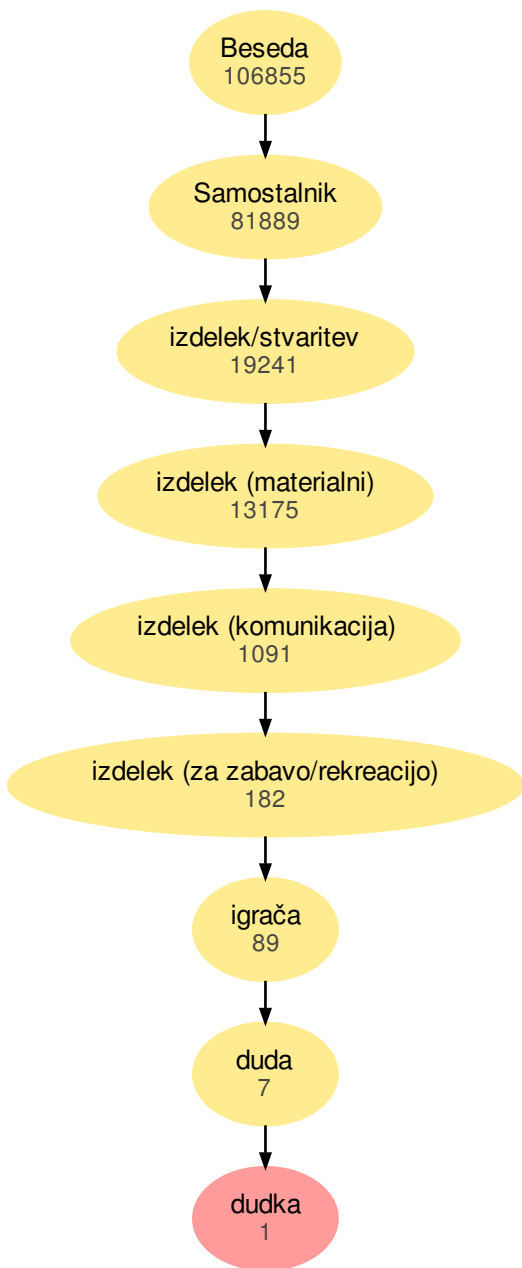 Beseda
106855
Samostalnik
81889
izdelek/stvaritev
19241
izdelek (materialni)
13175
izdelek (komunikacija)
1091
izdelek (za zabavo/rekreacijo)
182
igrača
89
duda
7
dudka
1